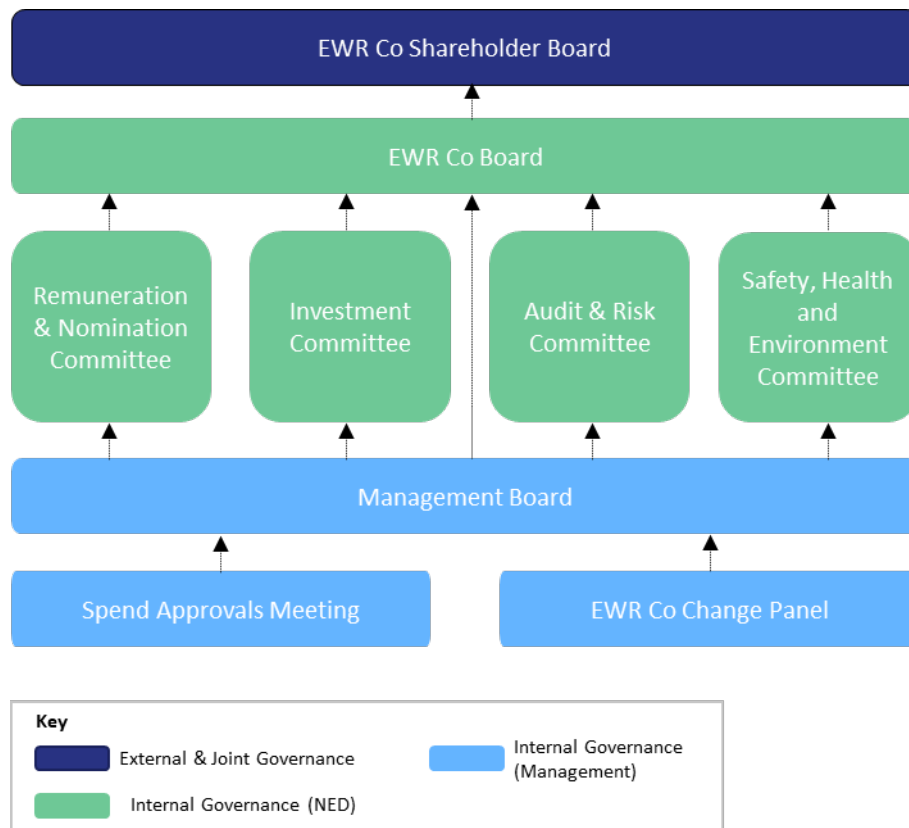 EWR Co Shareholder Board
EWR Co Board
Remuneration
& Nomination
Committee
Investment
Committee
Audit & Risk
Committee
Safety, Health
and
Environment
Committee
Management Board
Spend Approvals Meeting
EWR Co Change Panel
Key
External & Joint Governance
Internal Governance
(Management)
Internal Governance (NED)